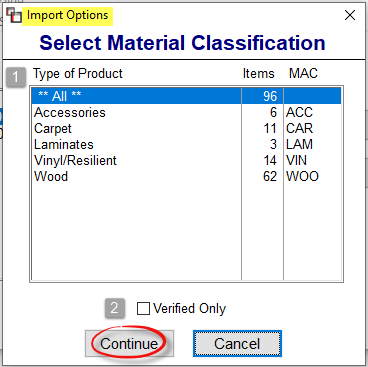 Import Options
Select Material Classification
1
Type of Product Items MAC
** All ** 96
Accessories 6 ACC
Carpet 11 CAR
Laminates 3 LAM
Vinyl/Resilient 14 VIN
Wood 62 WOO
2
Verified Only
Continue Cancel